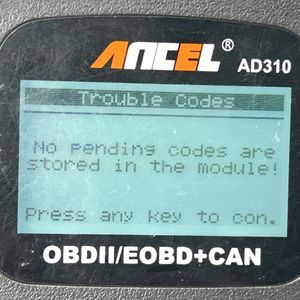 ANCEL® AD310
Trouble Codes
No pending codes are
stored in the module!
Press any key to con.
OBDII/EOBD+CAN